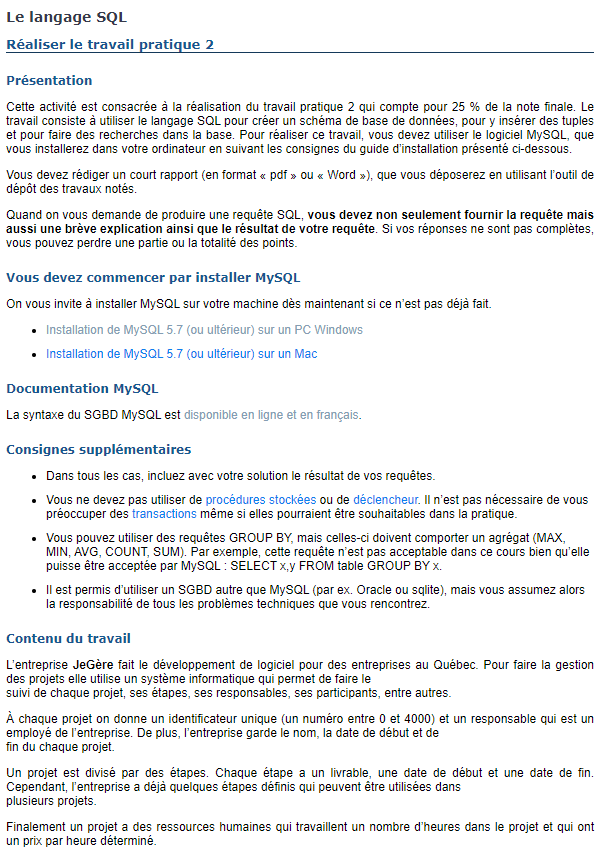 Le langage SQL
Réaliser le travail pratique 2
Présentation
Cette activité est consacrée à la réalisation du travail pratique 2 qui compte pour 25 % de la note finale. Le
travail consiste à utiliser le langage SQL pour créer un schéma de base de données, pour y insérer des tuples
et pour faire des recherches dans la base. Pour réaliser ce travail, vous devez utiliser le logiciel MySQL, que
vous installerez dans votre ordinateur en suivant les consignes du guide d'installation présenté ci-dessous.
Vous devez rédiger un court rapport (en format « pdf » ou « Word »), que vous déposerez en utilisant l'outil de
dépôt des travaux notés.
Quand on vous demande de produire une requête SQL, vous devez non seulement fournir la requête mais
aussi une brève explication ainsi que le résultat de votre requête. Si vos réponses ne sont pas complètes,
vous pouvez perdre une partie ou la totalité des points.
Vous devez commencer par installer MySQL
On vous invite à installer MySQL sur votre machine dès maintenant si ce n'est pas déjà fait.
• Installation de MySQL 5.7 (ou ultérieur) sur un PC Windows
• Installation de MySQL 5.7 (ou ultérieur) sur un Mac
Documentation MySQL
La syntaxe du SGBD MySQL est disponible en ligne et en français.
Consignes supplémentaires
• Dans tous les cas, incluez avec votre solution le résultat de vos requêtes.
• Vous ne devez pas utiliser de procédures stockées ou de déclencheur. Il n'est pas nécessaire de vous
préoccuper des transactions même si elles pourraient être souhaitables dans la pratique.
• Vous pouvez utiliser des requêtes GROUP BY, mais celles-ci doivent comporter un agrégat (MAX,
MIN, AVG, COUNT, SUM). Par exemple, cette requête n'est pas acceptable dans ce cours bien qu'elle
puisse être acceptée par MySQL : SELECT x,y FROM table GROUP BY x.
• Il est permis d'utiliser un SGBD autre que MySQL (par ex. Oracle ou sqlite), mais vous assumez alors
la responsabilité de tous les problèmes techniques que vous rencontrez.
Contenu du travail
L'entreprise JeGère fait le développement de logiciel pour des entreprises au Québec. Pour faire la gestion
des projets elle utilise un système informatique qui permet de faire le
suivi de chaque projet, ses étapes, ses responsables, ses participants, entre autres.
À chaque projet on donne un identificateur unique (un numéro entre 0 et 4000) et un responsable qui est un
employé de l'entreprise. De plus, l'entreprise garde le nom, la date de début et de
fin du chaque projet.
Un projet est divisé par des étapes. Chaque étape a un livrable, une date de début et une date de fin.
Cependant, l'entreprise a déjà quelques étapes définis qui peuvent être utilisées dans
plusieurs projets.
Finalement un projet a des ressources humaines qui travaillent un nombre d'heures dans le projet et qui ont
un prix par heure déterminé.